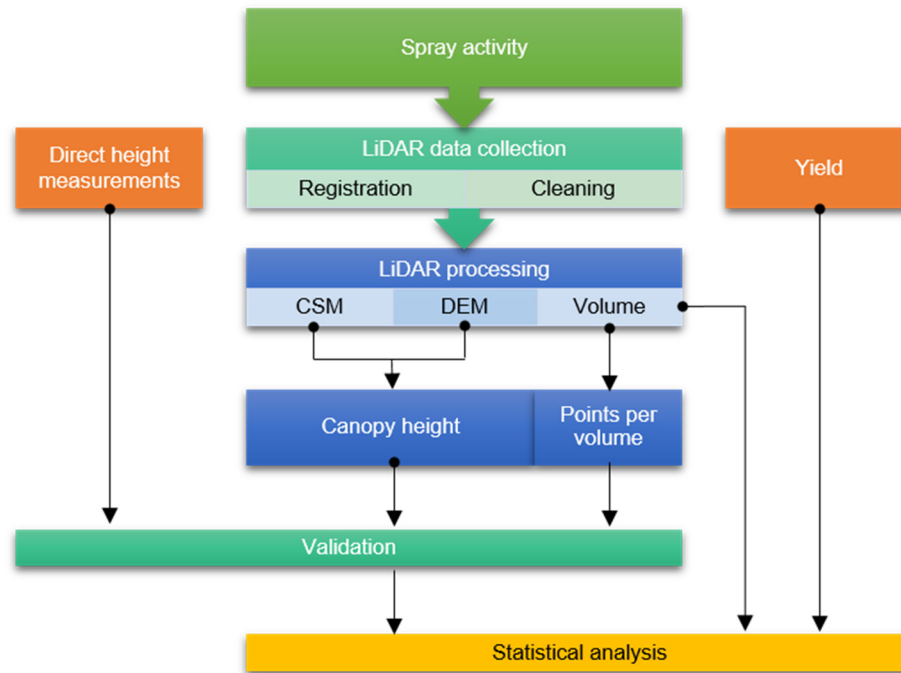 Spray activity
Direct height
measurements
LiDAR data collection
Registration Cleaning
Yield
LiDAR processing
CSM DEM Volume
Canopy height
Points per
volume
Validation
Statistical analysis